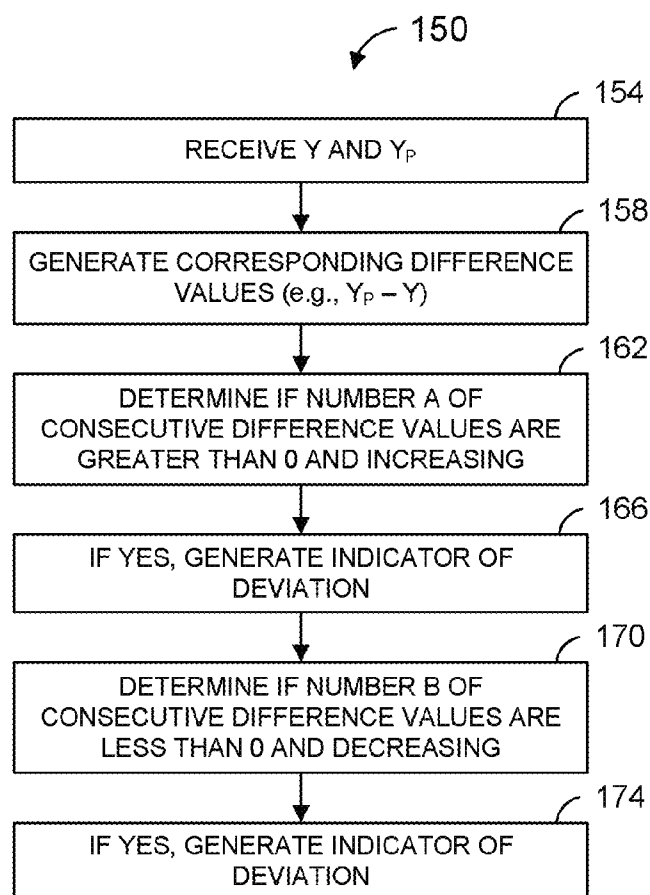 150
154
RECEIVE Y AND YP
158
GENERATE CORRESPONDING DIFFERENCE
VALUES (e.g., YP – Y)
162
DETERMINE IF NUMBER A OF
CONSECUTIVE DIFFERENCE VALUES ARE
GREATER THAN 0 AND INCREASING
166
IF YES, GENERATE INDICATOR OF
DEVIATION
170
DETERMINE IF NUMBER B OF
CONSECUTIVE DIFFERENCE VALUES ARE
LESS THAN 0 AND DECREASING
174
IF YES, GENERATE INDICATOR OF
DEVIATION